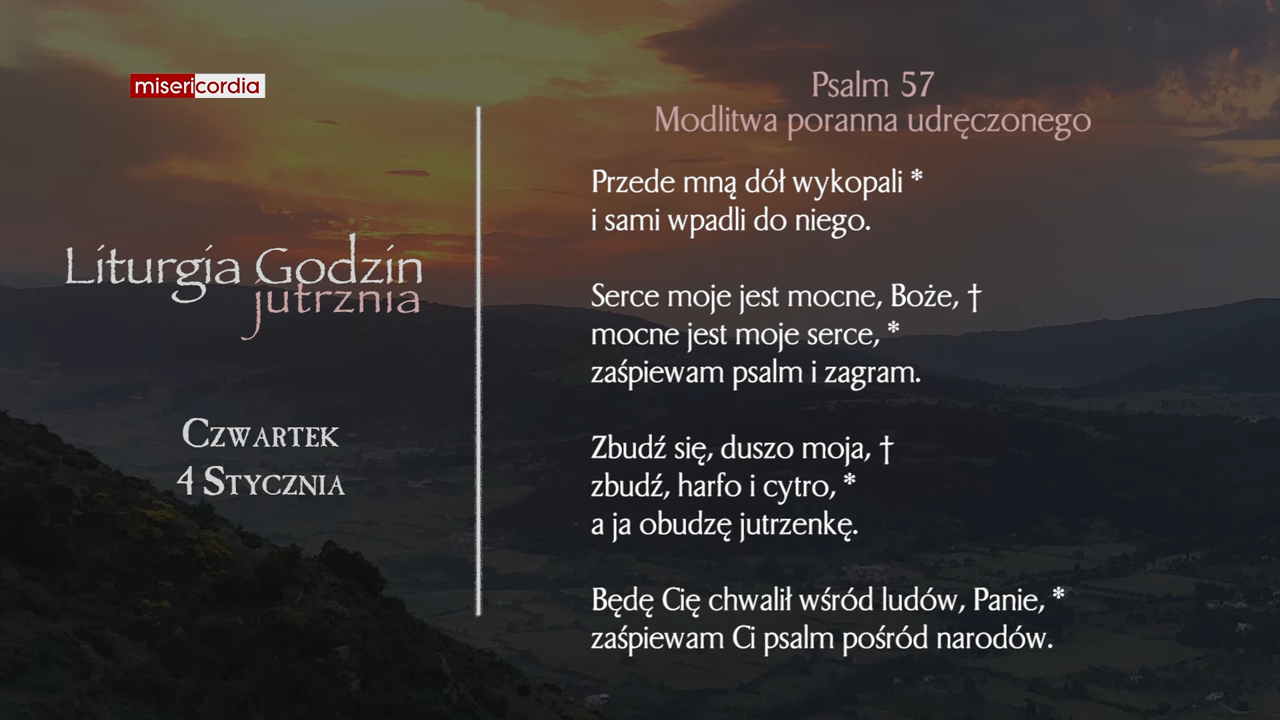 misericordia
Liturgia Godzin
jutrznia
Czwartek
4 Stycznia
Psalm 57
Modlitwa poranna udręczonego
Przede mną dół wykopali *
i sami wpadli do niego.
Serce moje jest mocne, Boże, †
mocne jest moje serce, *
zaśpiewam psalm i zagram.
Zbudź się, duszo moja, †
zbudź, harfo i cytro, *
a ja obudzę jutrzenkę.
Będę Cię chwalił wśród ludów, Panie, *
zaśpiewam Ci psalm pośród narodów.